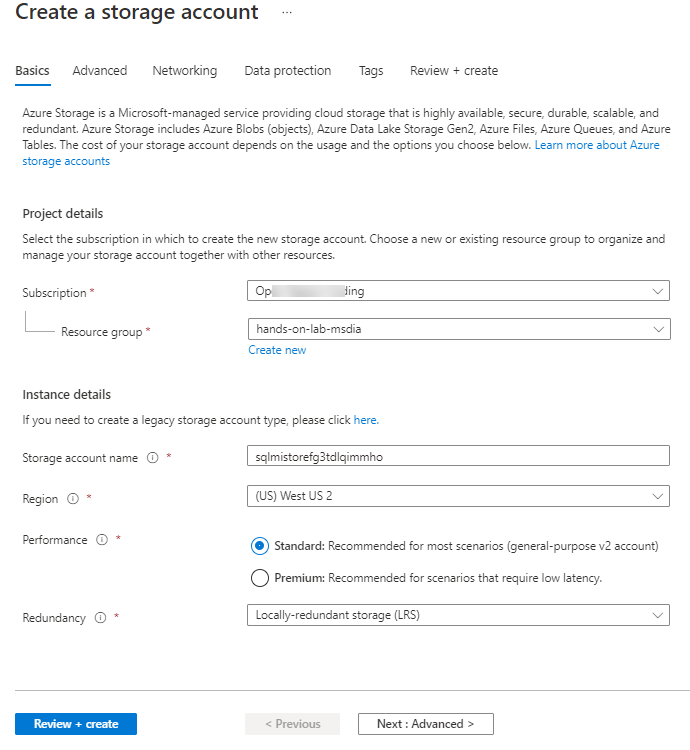 Create a storage account ...
Basics Advanced Networking Data protection Tags Review + create
Azure Storage is a Microsoft-managed service providing cloud storage that is highly available, secure, durable, scalable, and
redundant. Azure Storage includes Azure Blobs (objects), Azure Data Lake Storage Gen2, Azure Files, Azure Queues, and Azure
Tables. The cost of your storage account depends on the usage and the options you choose below. Learn more about Azure
storage accounts
Project details
Select the subscription in which to create the new storage account. Choose a new or existing resource group to organize and
manage your storage account together with other resources.
Subscription *
Resource group * hands-on-lab-msdia
Create new
Instance details
If you need to create a legacy storage account type, please click here.
Storage account name * sqlmistorefg3tdlqimmho
Region * (US) West US 2
Performance * Standard: Recommended for most scenarios (general-purpose v2 account)
Premium: Recommended for scenarios that require low latency.
Redundancy * Locally-redundant storage (LRS)
Review + create < Previous Next : Advanced >